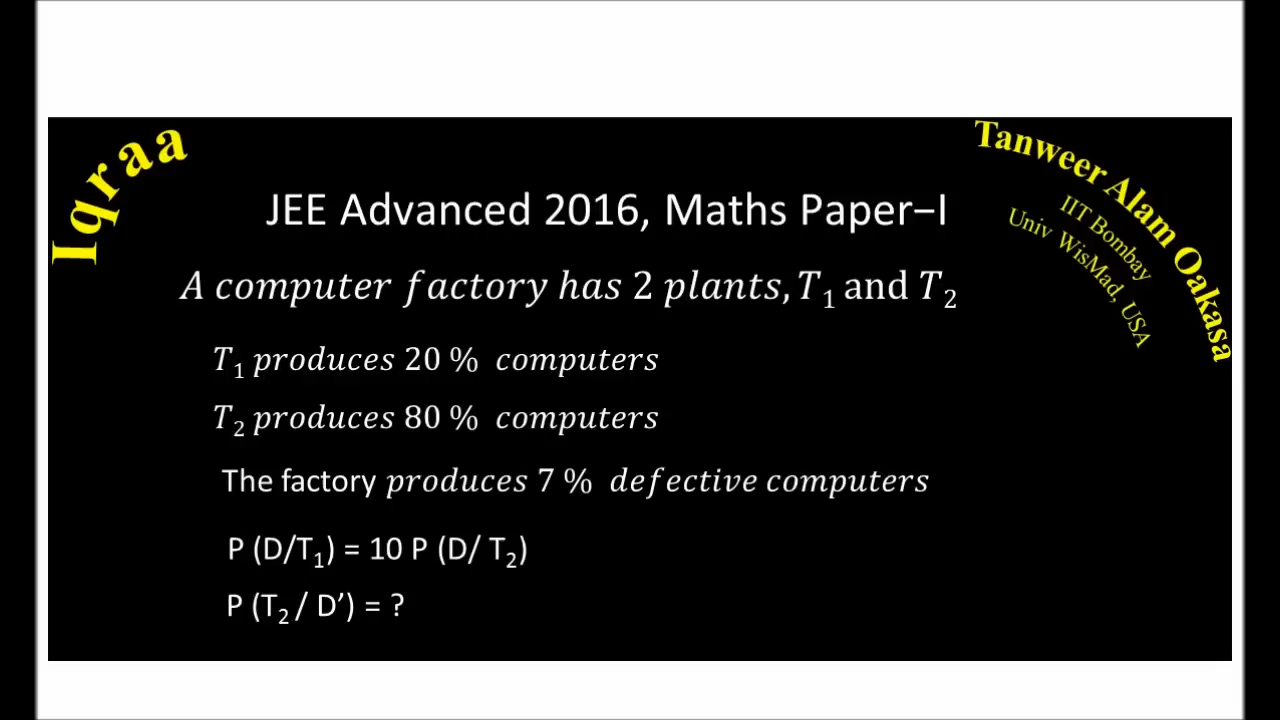 Iqraa
Tanweer Alam Oakasa
IIT Bombay
Univ WisMad, USA
JEE Advanced 2016, Maths Paper–I
A computer factory has 2 plants, T₁ and T₂
T₁ produces 20 % computers
T₂ produces 80 % computers
The factory produces 7 % defective computers
P (D/T₁) = 10 P (D/ T₂)
P (T₂ / D’) = ?